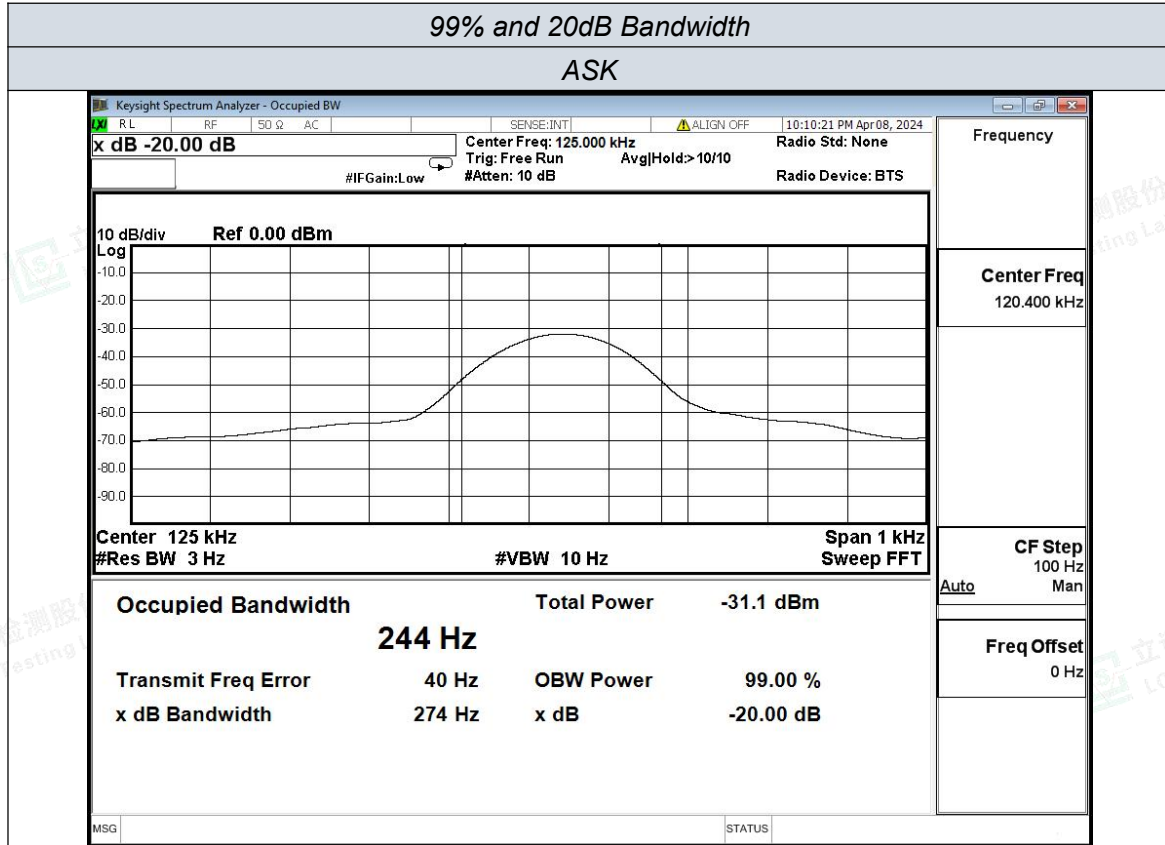 99% and 20dB Bandwidth
ASK
Keysight Spectrum Analyzer - Occupied BW
LXI RL RF 50 Ω AC SENSE:INT ALIGN OFF 10:10:21 PM Apr 08, 2024
x dB -20.00 dB
Center Freq: 125.000 kHz
Radio Std: None
Trig: Free Run Avg|Hold:> 10/10
#IFGain:Low #Atten: 10 dB Radio Device: BTS
Frequency
10 dB/div Ref 0.00 dBm
Log
-10.0
-20.0
-30.0
-40.0
-50.0
-60.0
-70.0
-80.0
-90.0
Center 125 kHz Span 1 kHz
#Res BW 3 Hz #VBW 10 Hz Sweep FFT
Center Freq
120.400 kHz
CF Step
100 Hz
Auto Man
Freq Offset
0 Hz
Occupied Bandwidth Total Power -31.1 dBm
244 Hz
Transmit Freq Error 40 Hz OBW Power 99.00 %
x dB Bandwidth 274 Hz x dB -20.00 dB
MSG STATUS